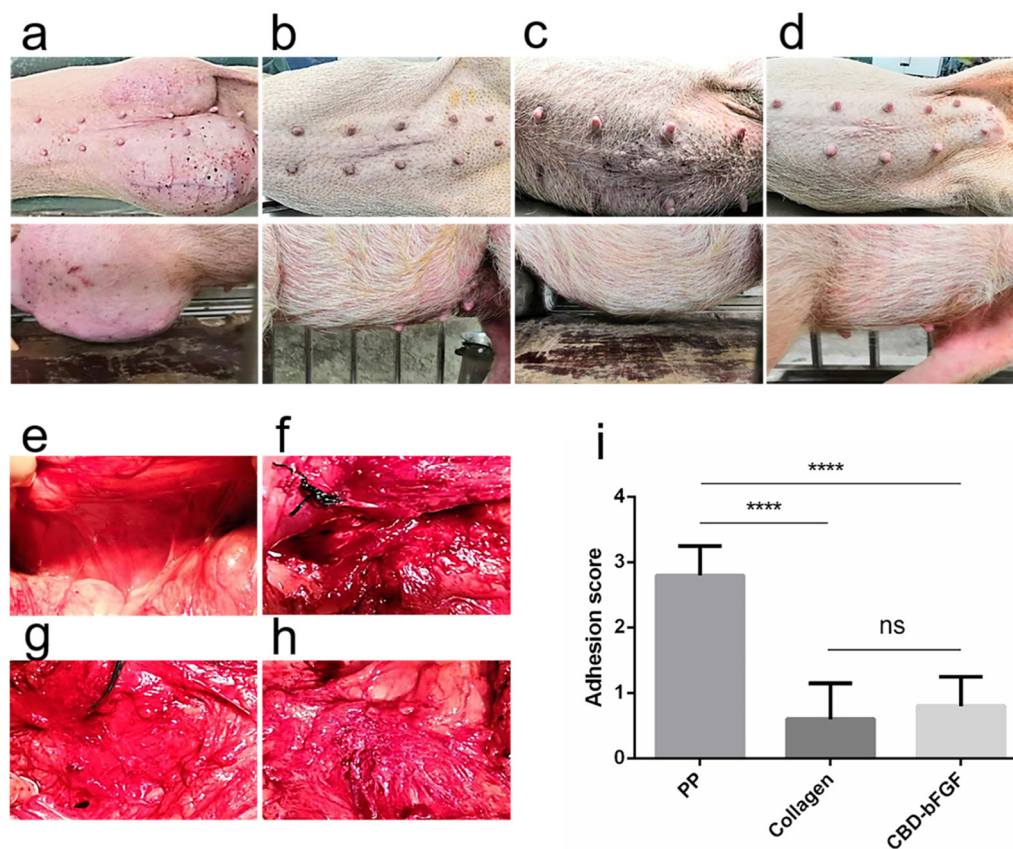 a
b
c
d
e
f
g
h
i
****
****
ns
Adhesion score
4
3
2
1
0
PP
Collagen
CBD-bFGF